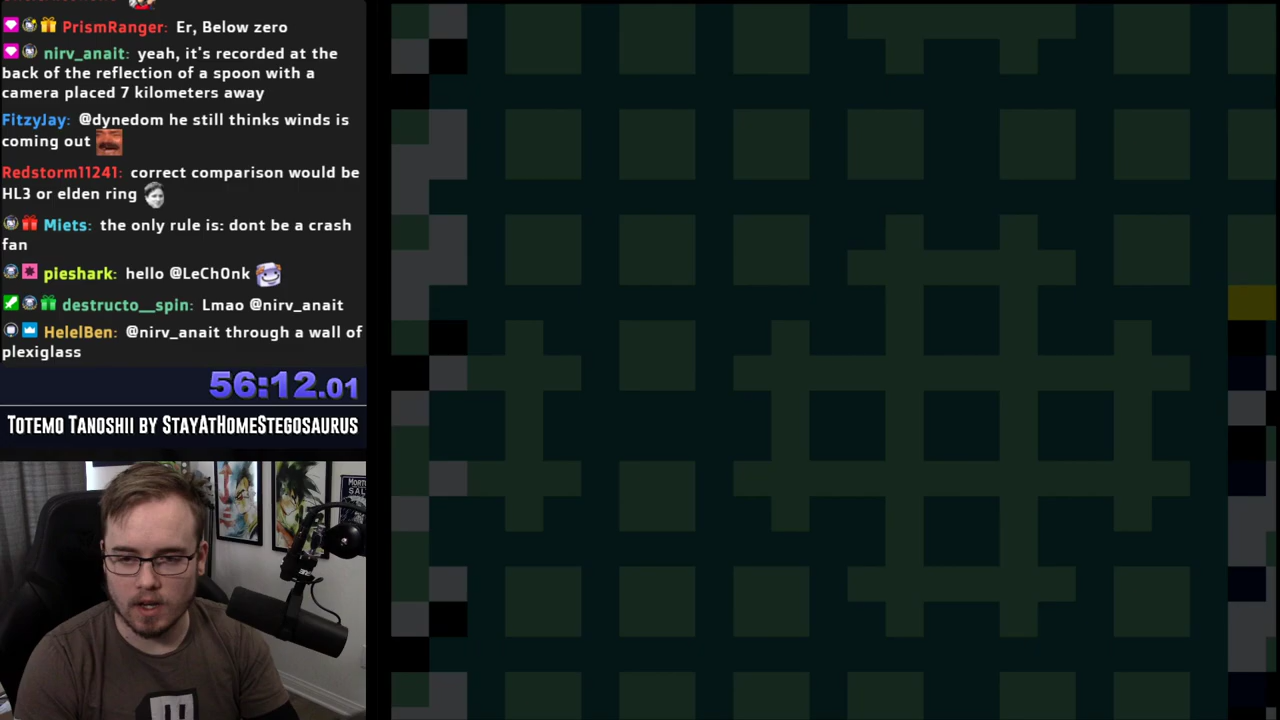 PrismRanger: Er, Below zero
nirv_anait: yeah, it's recorded at the
back of the reflection of a spoon with a
camera placed 7 kilometers away
FitzyJay: @dynedom he still thinks winds is
coming out
Redstorm11241: correct comparison would be
HL3 or elden ring
Miets: the only rule is: dont be a crash
fan
pieshark: hello @LeCh0nk
destructo__spin: Lmao @nirv_anait
HelelBen: @nirv_anait through a wall of
plexiglass
56:12.01
Totemo Tanoshii by StayAtHomeStegosaurus